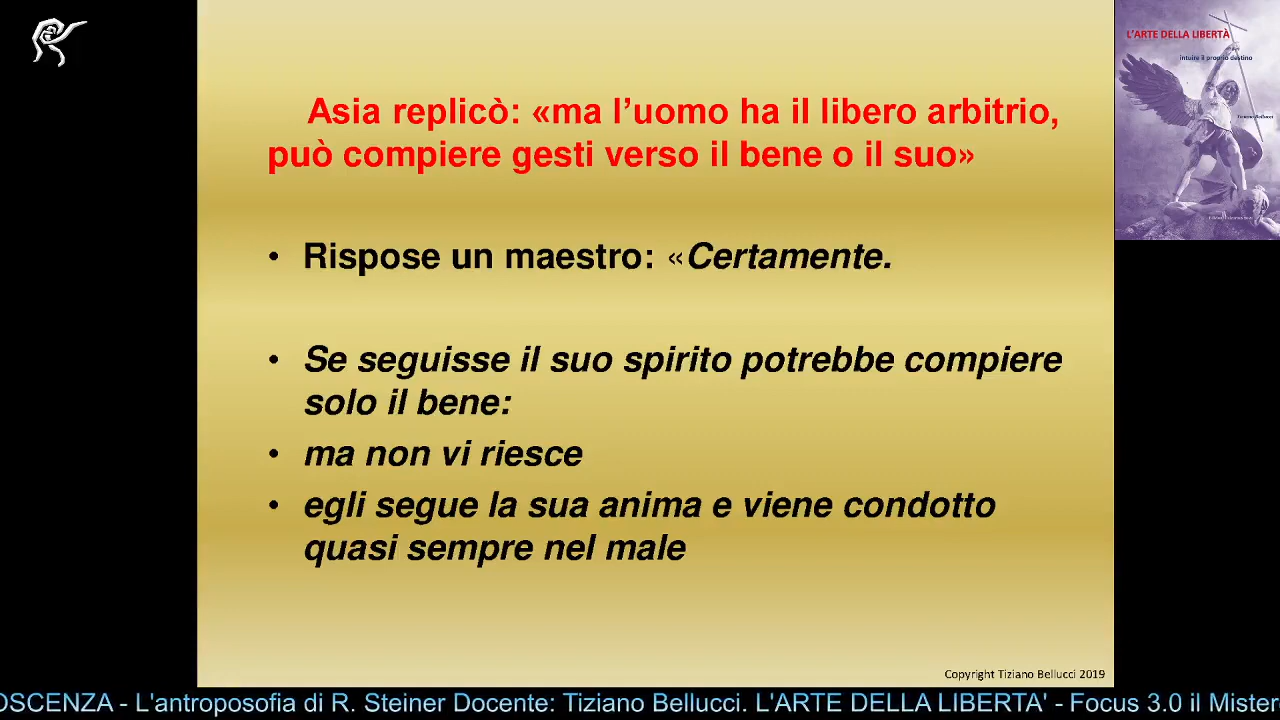 L'ARTE DELLA LIBERTÀ
intuire il proprio destino
Tiziano Bellucci
Asia replicò: «ma l’uomo ha il libero arbitrio,
può compiere gesti verso il bene o il suo»
• Rispose un maestro: «Certamente.
• Se seguisse il suo spirito potrebbe compiere
solo il bene:
• ma non vi riesce
• egli segue la sua anima e viene condotto
quasi sempre nel male
Copyright Tiziano Bellucci 2019
OSCENZA - L'antroposofia di R. Steiner Docente: Tiziano Bellucci. L'ARTE DELLA LIBERTA' - Focus 3.0 il Mister